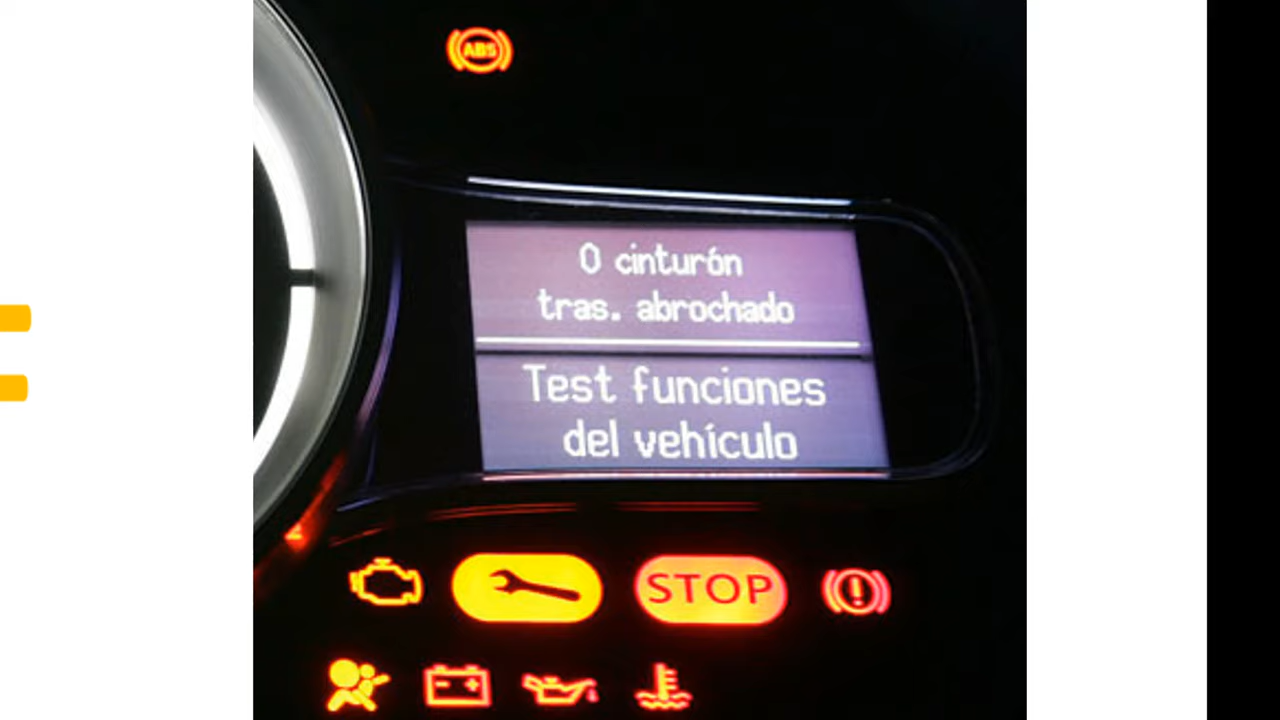 ABS
0 cinturón
tras. abrochado
Test funciones
del vehículo
STOP